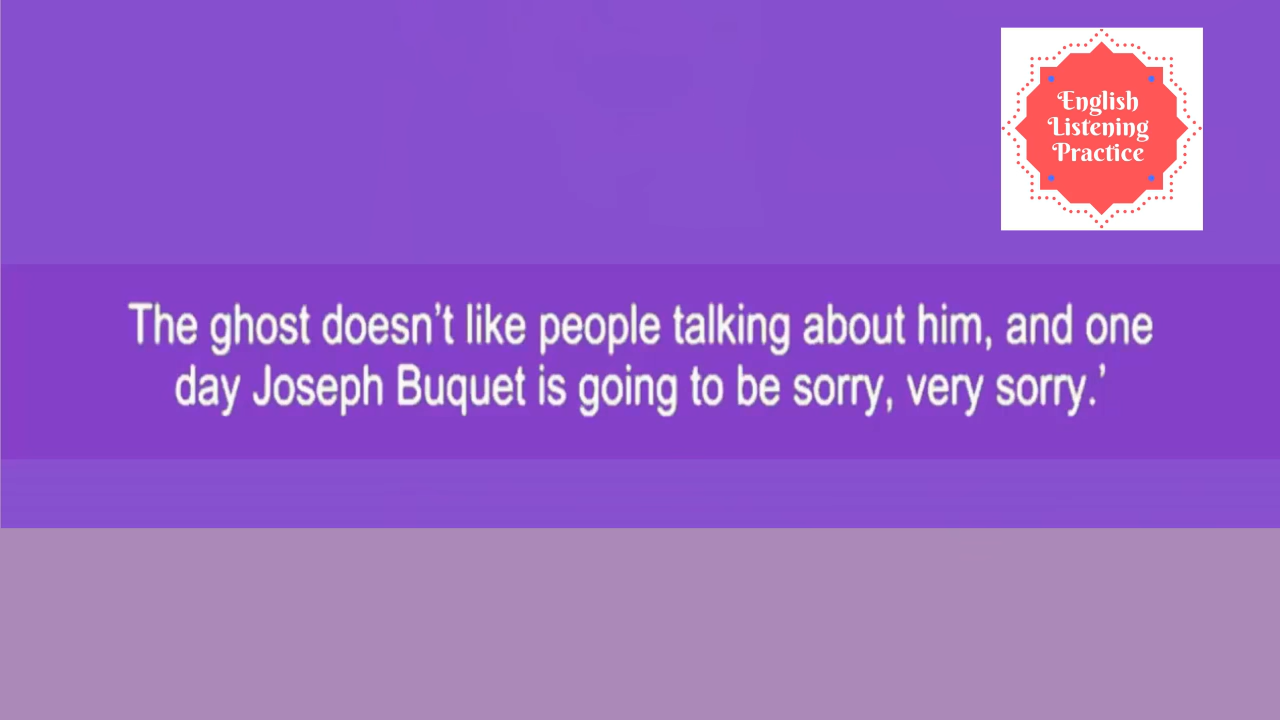 English
Listening
Practice
The ghost doesn’t like people talking about him, and one
day Joseph Buquet is going to be sorry, very sorry.’